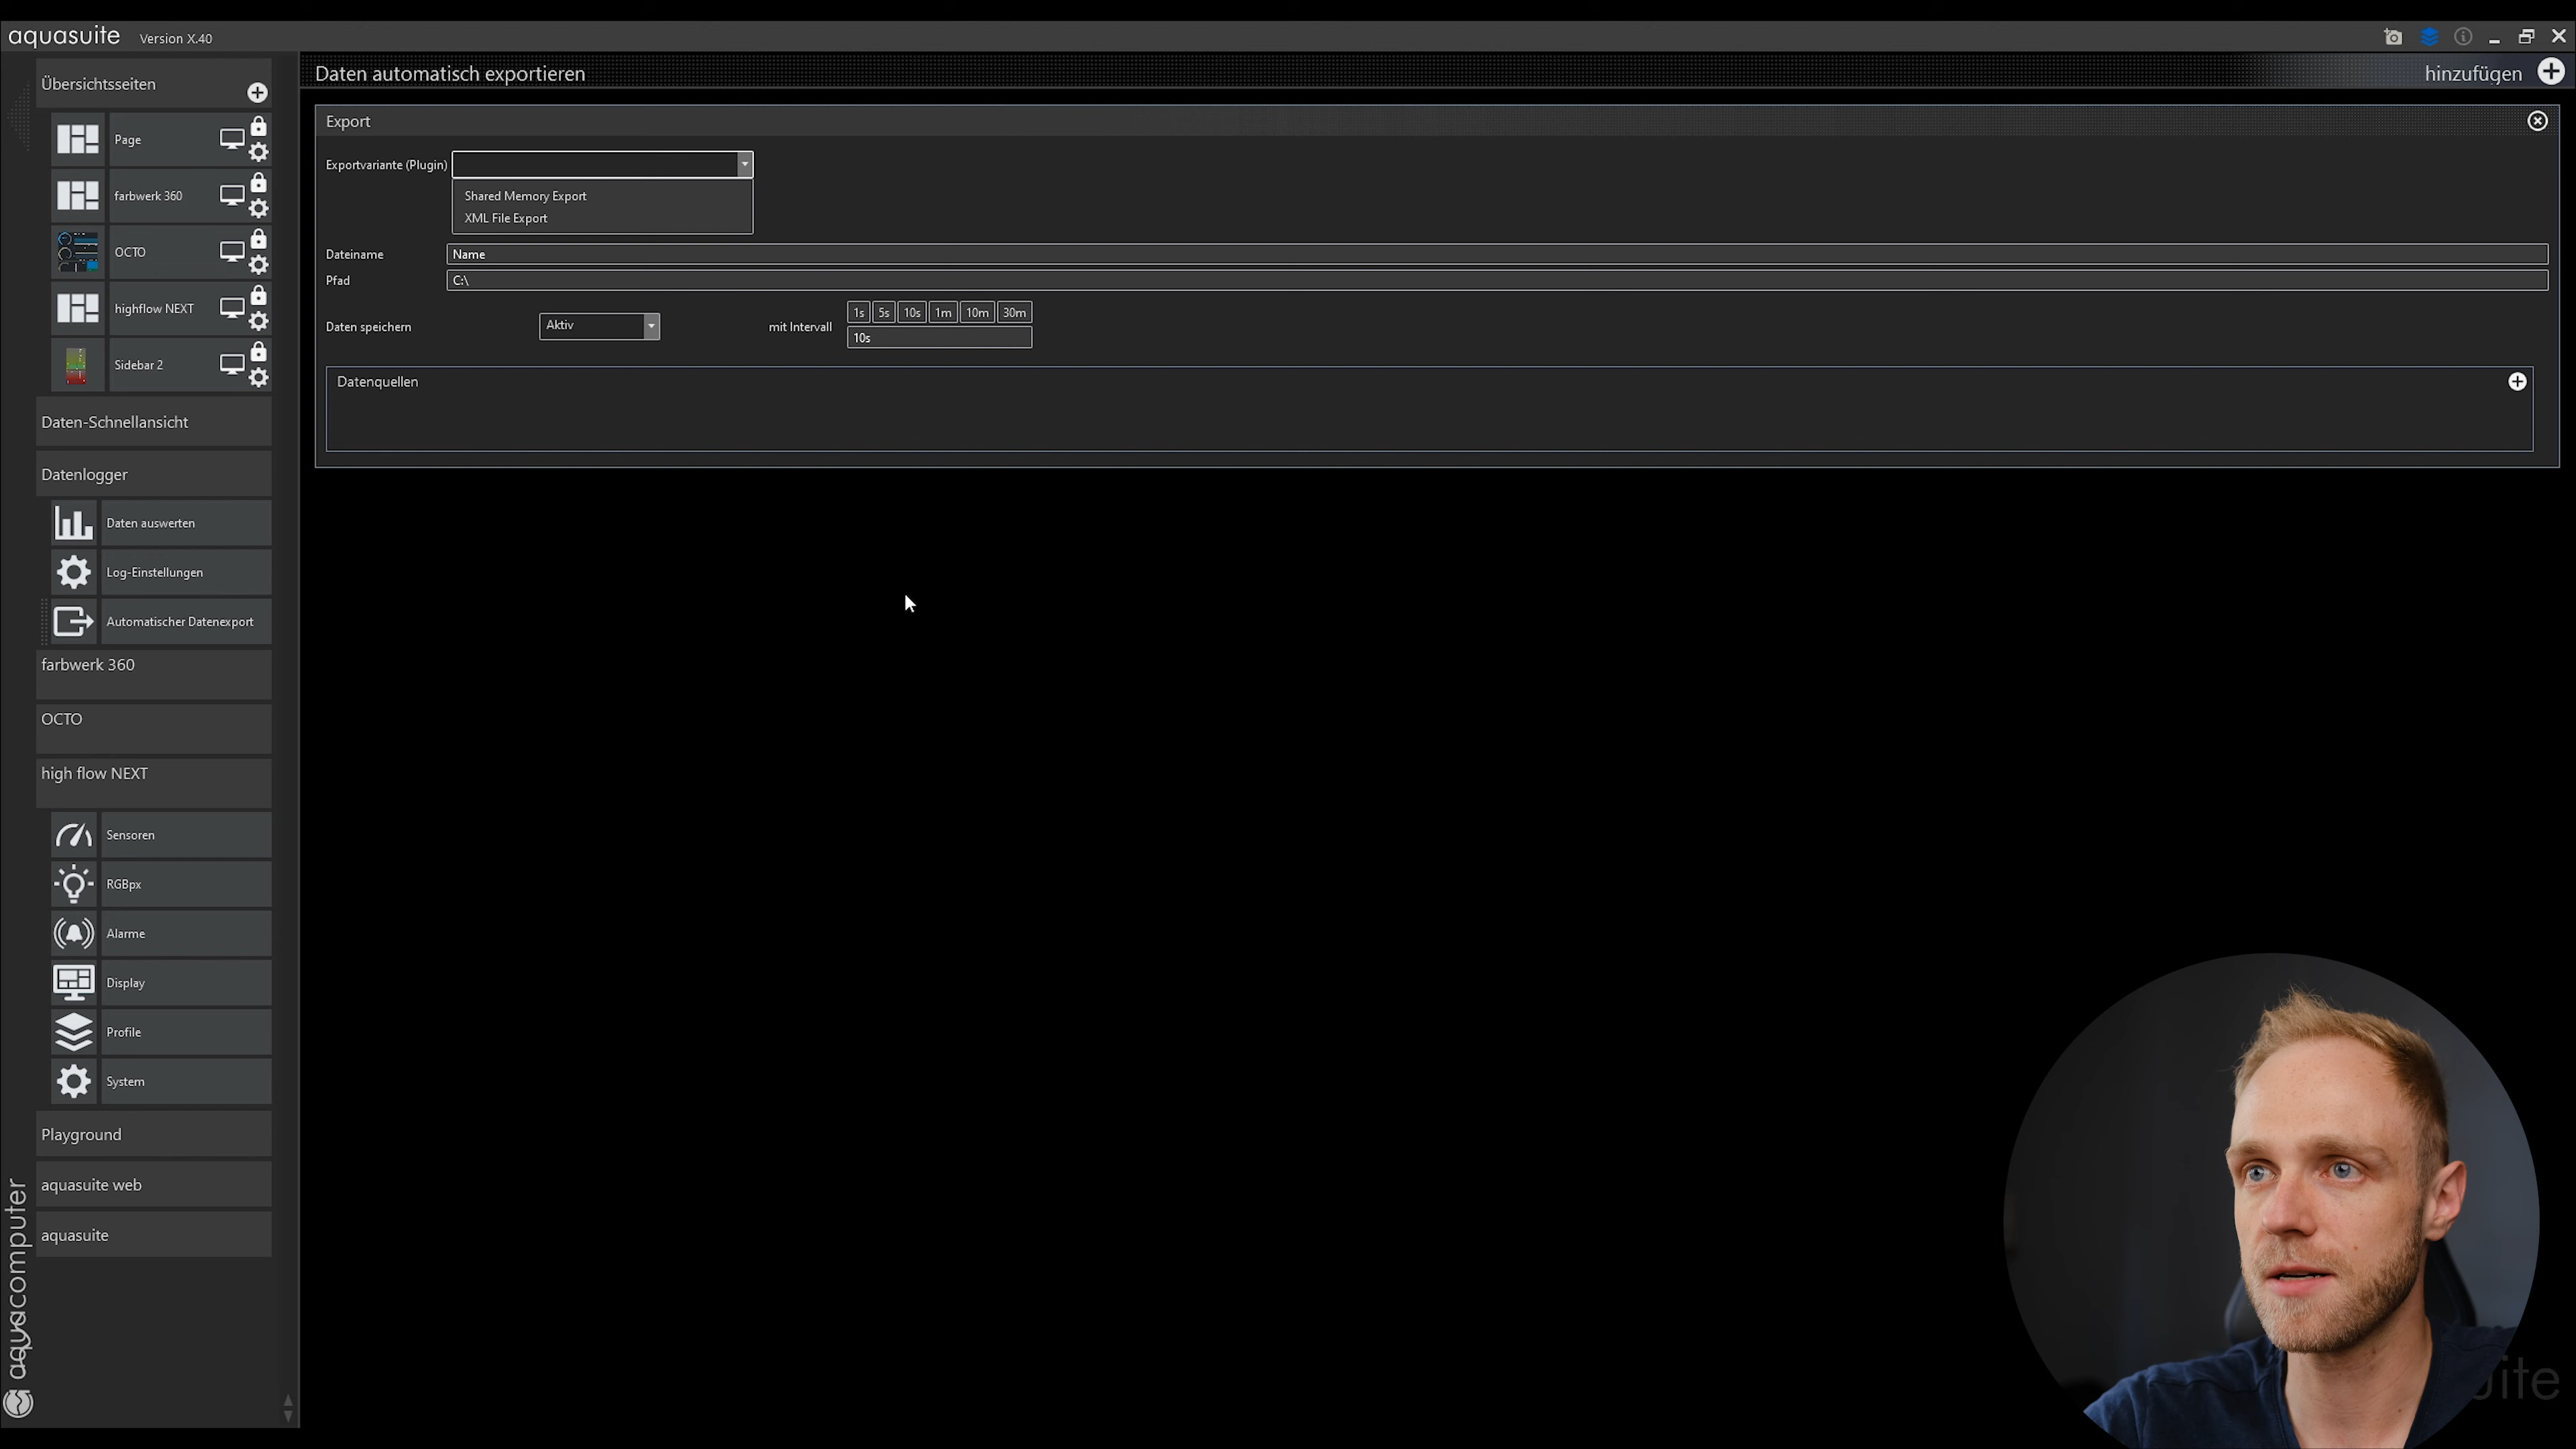 aquasuite Version X.40
Übersichtsseiten
Page
farbwerk 360
OCTO
highflow NEXT
Sidebar 2
Daten-Schnellansicht
Datenlogger
Daten auswerten
Log-Einstellungen
Automatischer Datenexport
farbwerk 360
OCTO
high flow NEXT
Sensoren
RGBpx
Alarme
Display
Profile
System
Playground
aquasuite web
aquasuite
aquacomputer
Daten automatisch exportieren
hinzufügen
Export
Exportvariante (Plugin)
Shared Memory Export
XML File Export
Dateiname Name
Pfad C:\
Daten speichern Aktiv mit Intervall 1s 5s 10s 1m 10m 30m
10s
Datenquellen